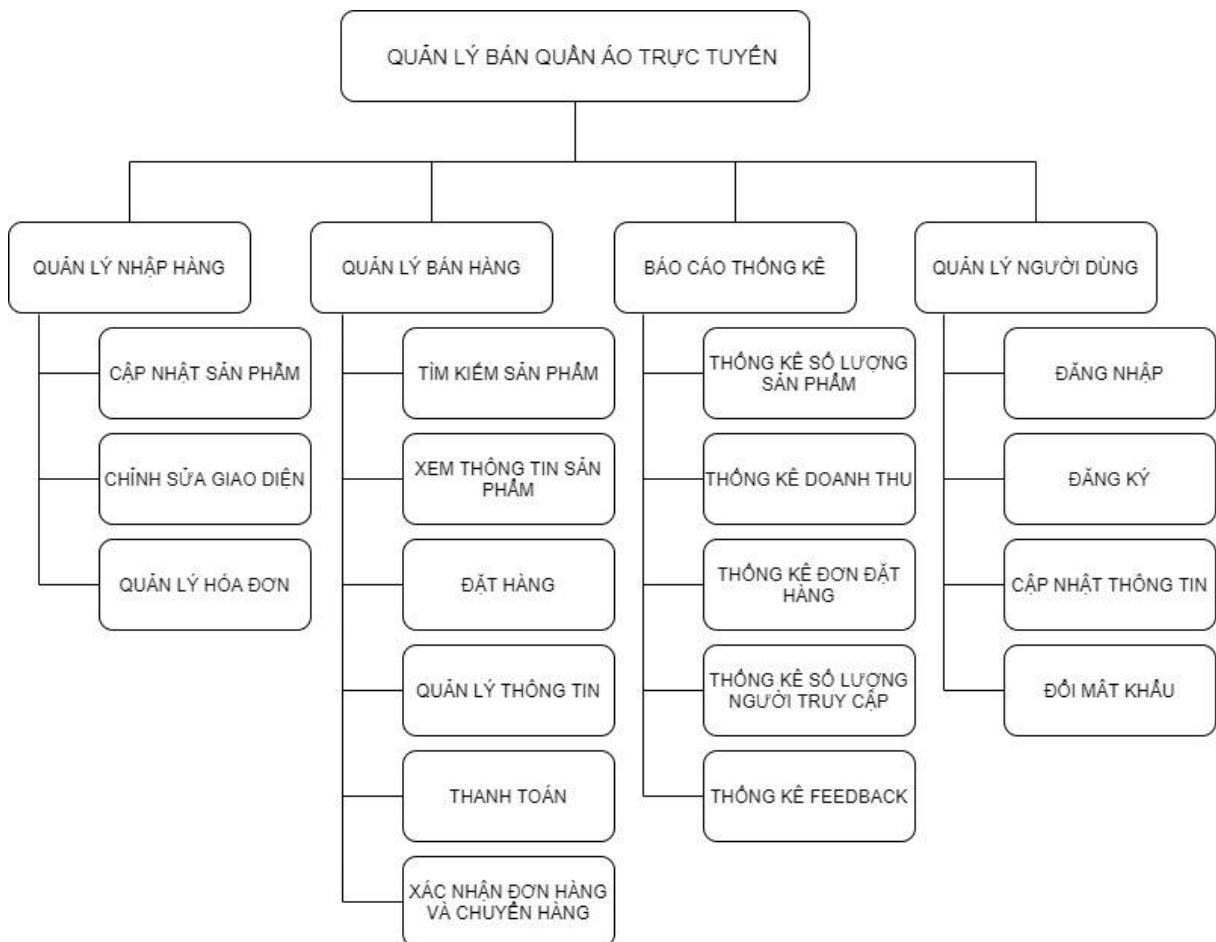 QUẢN LÝ BÁN QUẦN ÁO TRỰC TUYẾN
QUẢN LÝ NHẬP HÀNG
CẬP NHẬT SẢN PHẨM
CHỈNH SỬA GIAO DIỆN
QUẢN LÝ HÓA ĐƠN
QUẢN LÝ BÁN HÀNG
TÌM KIẾM SẢN PHẨM
XEM THÔNG TIN SẢN
PHẨM
ĐẶT HÀNG
QUẢN LÝ THÔNG TIN
THANH TOÁN
XÁC NHẬN ĐƠN HÀNG
VÀ CHUYỂN HÀNG
BÁO CÁO THỐNG KÊ
THỐNG KÊ SỐ LƯỢNG
SẢN PHẨM
THỐNG KÊ DOANH THU
THỐNG KÊ ĐƠN ĐẶT
HÀNG
THỐNG KÊ SỐ LƯỢNG
NGƯỜI TRUY CẬP
THỐNG KÊ FEEDBACK
QUẢN LÝ NGƯỜI DÙNG
ĐĂNG NHẬP
ĐĂNG KÝ
CẬP NHẬT THÔNG TIN
ĐỔI MÂT KHẨU